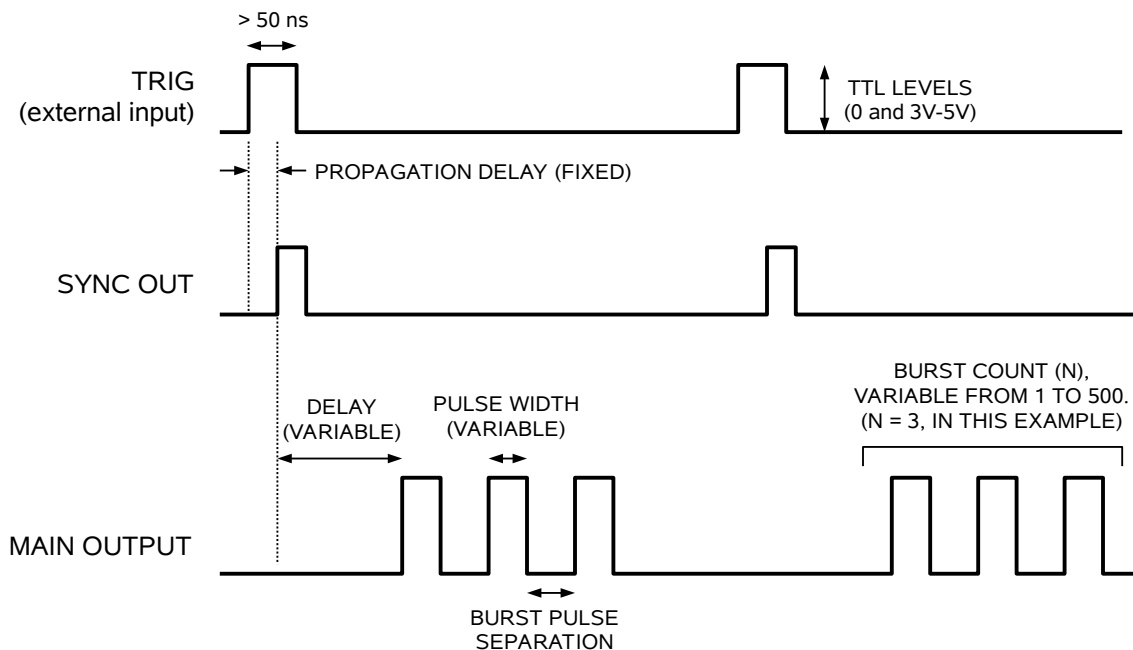 > 50 ns
TRIG
(external input)
TTL LEVELS
(0 and 3V-5V)
PROPAGATION DELAY (FIXED)
SYNC OUT
BURST COUNT (N),
VARIABLE FROM 1 TO 500.
(N = 3, IN THIS EXAMPLE)
DELAY
(VARIABLE)
PULSE WIDTH
(VARIABLE)
MAIN OUTPUT
BURST PULSE
SEPARATION